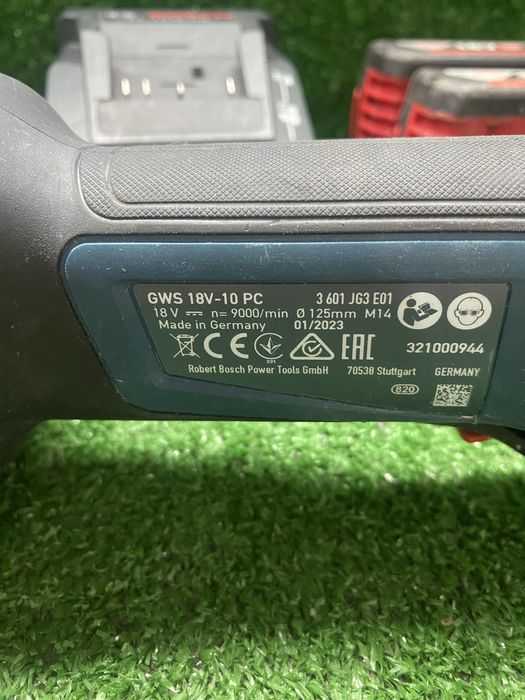 GWS 18V-10 PC 3 601 JG3 E01
18 V n= 9000/min Ø 125mm M14
Made in Germany 01/2023
CE 001 EAC 321000944
Robert Bosch Power Tools GmbH 70538 Stuttgart GERMANY
820